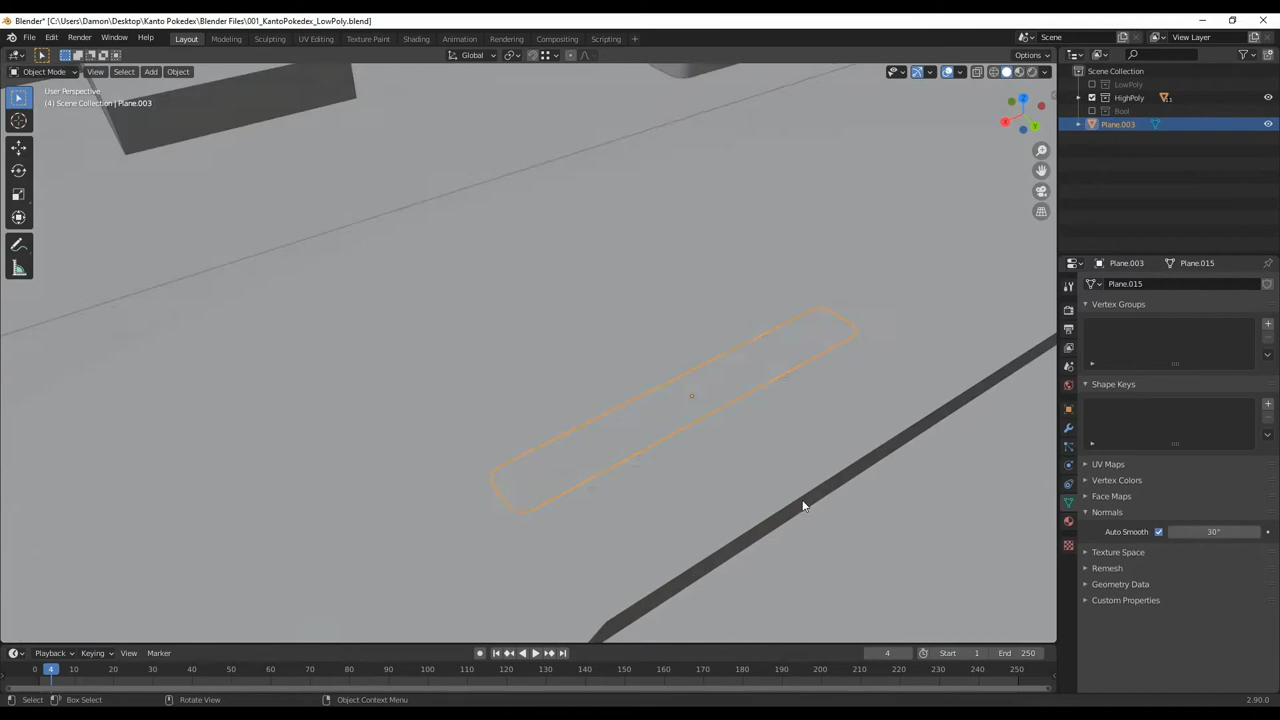 Blender* [C:\Users\Damon\Desktop\Kanto Pokedex\Blender Files\001_KantoPokedex_LowPoly.blend]
File Edit Render Window Help Layout Modeling Sculpting UV Editing Texture Paint Shading Animation Rendering Compositing Scripting + Scene View Layer
Global Options
Object Mode View Select Add Object
User Perspective
(4) Scene Collection | Plane.003
Scene Collection
LowPoly
HighPoly
Bool
Plane.003
X
Y
Z
Plane.003 Plane.015
Plane.015
Vertex Groups
Shape Keys
UV Maps
Vertex Colors
Face Maps
Normals
Auto Smooth 30°
Texture Space
Remesh
Geometry Data
Custom Properties
Playback Keying View Marker 4 Start 1 End 250
0 4 10 20 30 40 50 60 70 80 90 100 110 120 130 140 150 160 170 180 190 200 210 220 230 240 250
Select Box Select Rotate View Object Context Menu 2.90.0